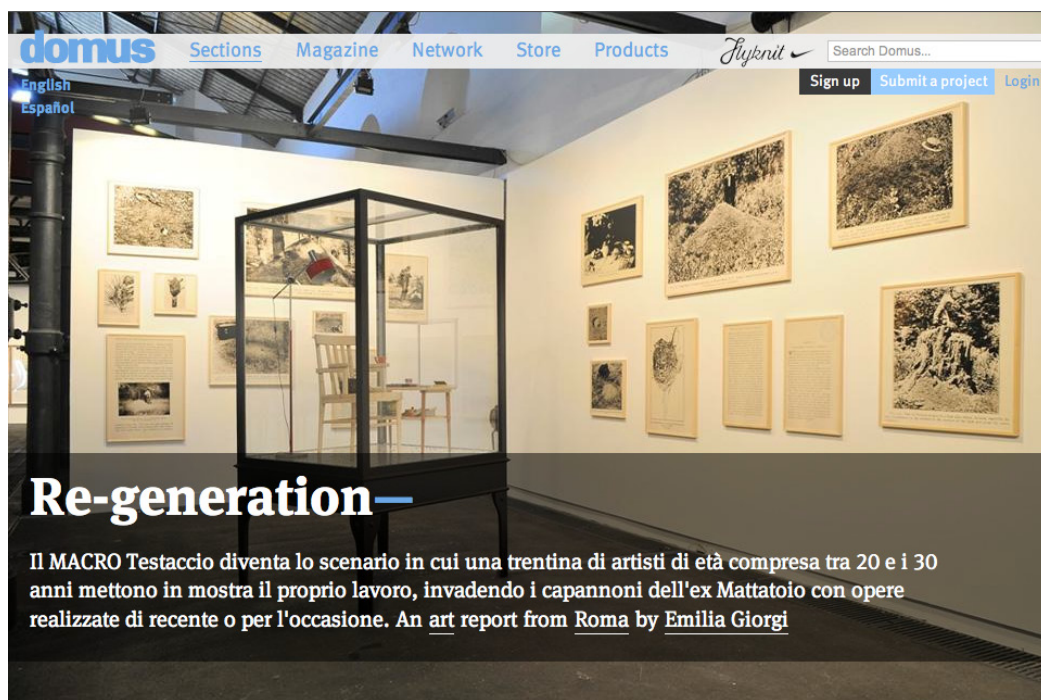 domus
Sections Magazine Network Store Products Flyknit Search Domus...
English
Español
Sign up Submit a project Login
Re-generation—
Il MACRO Testaccio diventa lo scenario in cui una trentina di artisti di età compresa tra 20 e i 30
anni mettono in mostra il proprio lavoro, invadendo i capannoni dell'ex Mattatoio con opere
realizzate di recente o per l'occasione. An art report from Roma by Emilia Giorgi